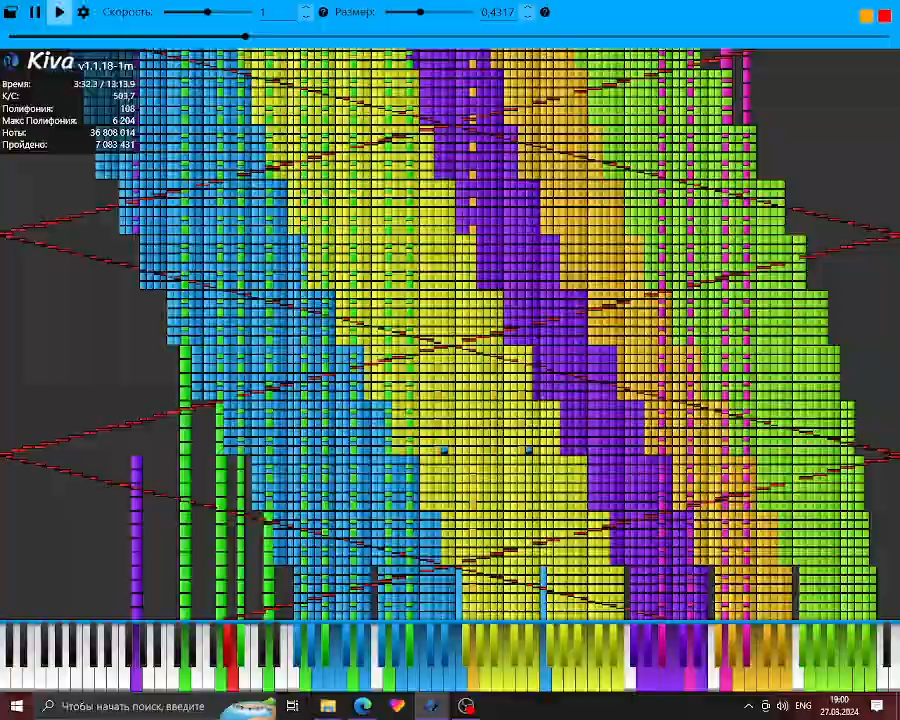 Скорость: 1 Размер: 0,4317
Kiva v1.1.18-1m
Время: 3:32.3 / 13:13.9
К/С: 503,7
Полифония: 108
Макс Полифония: 6 204
Ноты: 36 808 014
Пройдено: 7 083 431
Чтобы начать поиск, введите
ENG
19:00
27.03.2024